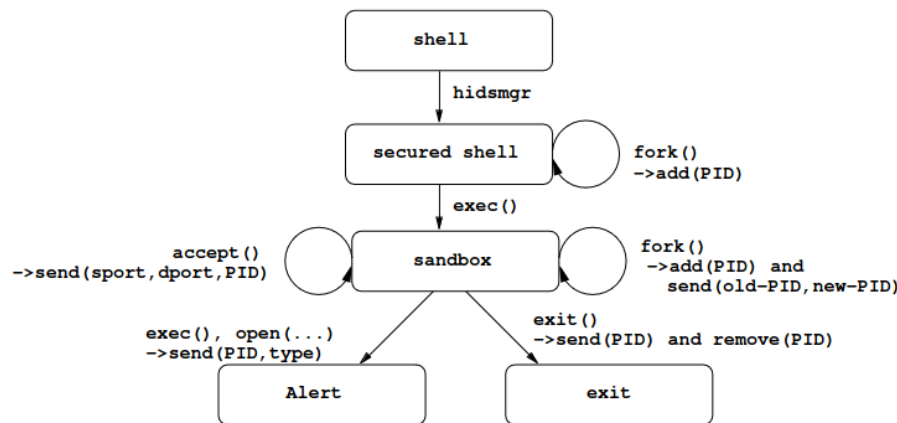 shell
hidsmgr
secured shell
fork()
->add(PID)
exec()
accept()
->send(sport,dport,PID)
sandbox
fork()
->add(PID) and
send(old-PID,new-PID)
exec(), open(...)
->send(PID,type)
exit()
->send(PID) and remove(PID)
Alert
exit